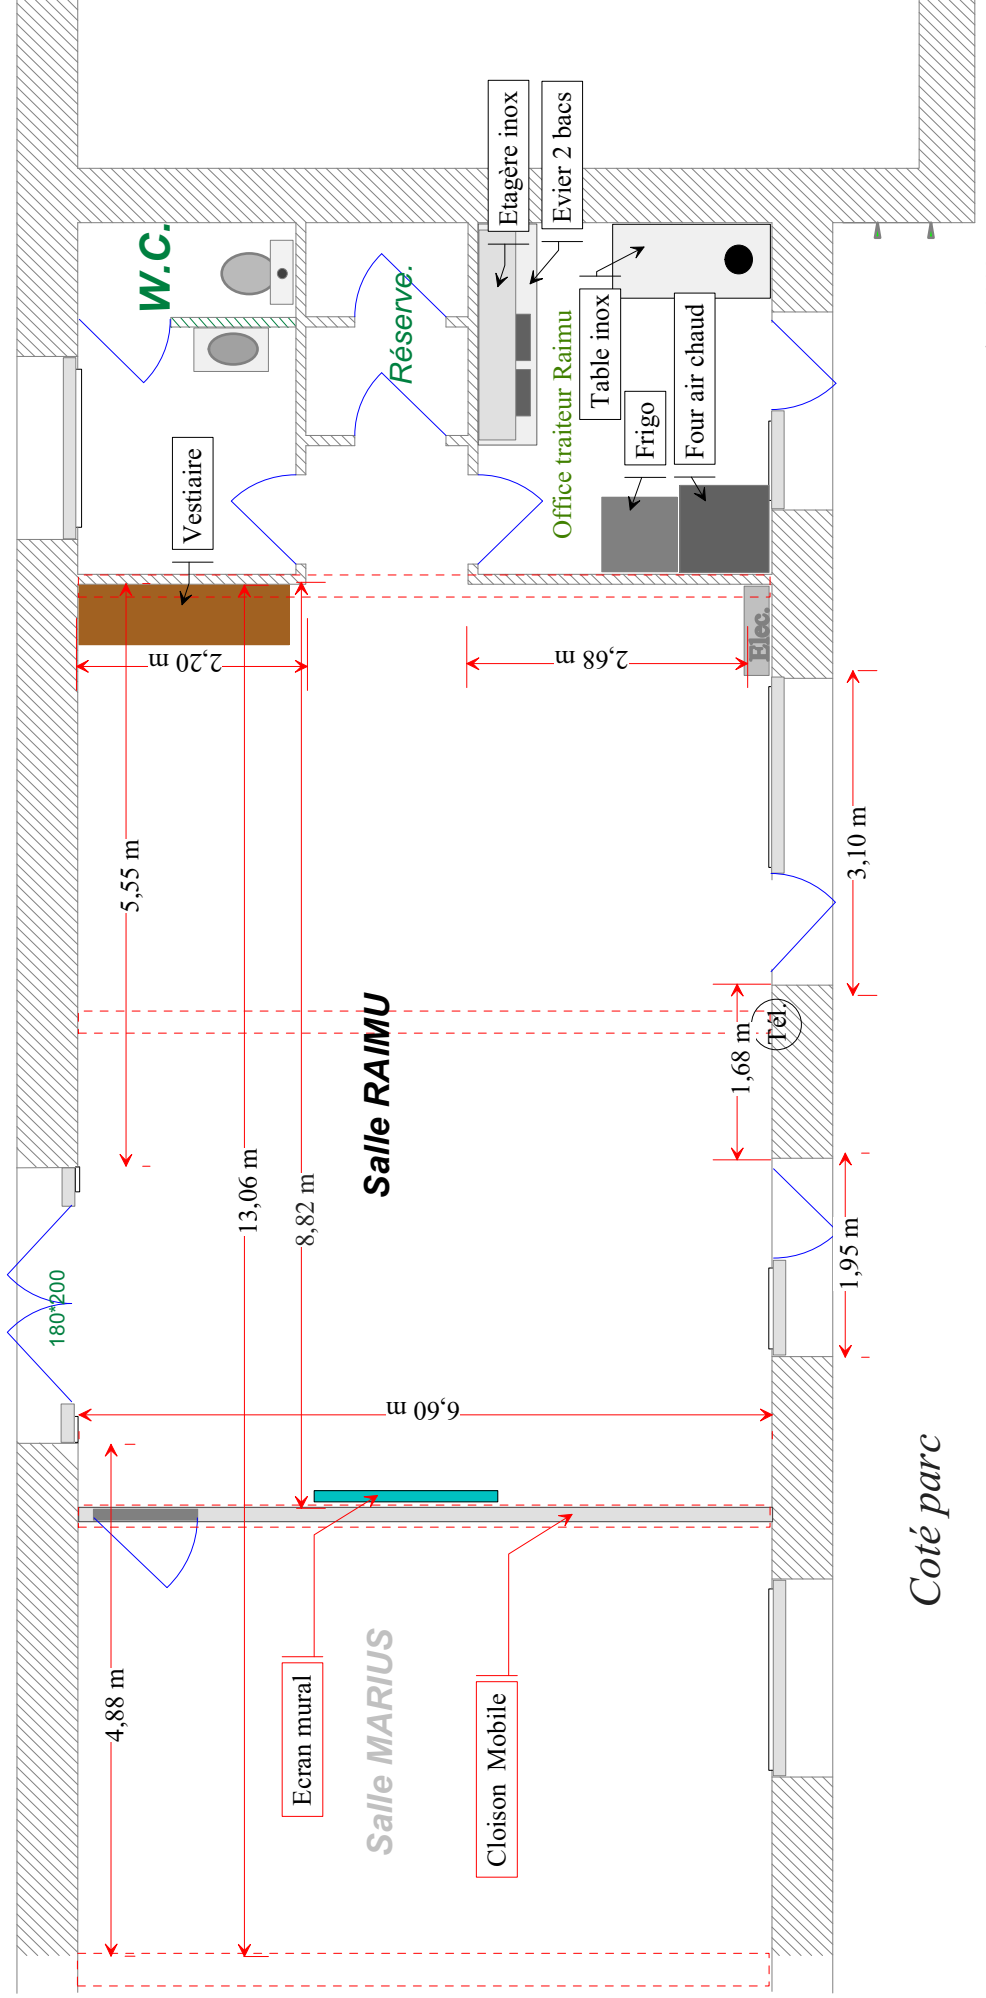 W.C.
Réserve.
Etagère inox
Evier 2 bacs
Table inox
Office traiteur Raimu
Frigo
Four air chaud
Vestiaire
Elec.
2,20 m
2,68 m
5,55 m
3,10 m
Salle RAIMU
Tél.
1,68 m
13,06 m
8,82 m
180*200
1,95 m
6,60 m
Coté parc
4,88 m
Ecran mural
Salle MARIUS
Cloison Mobile